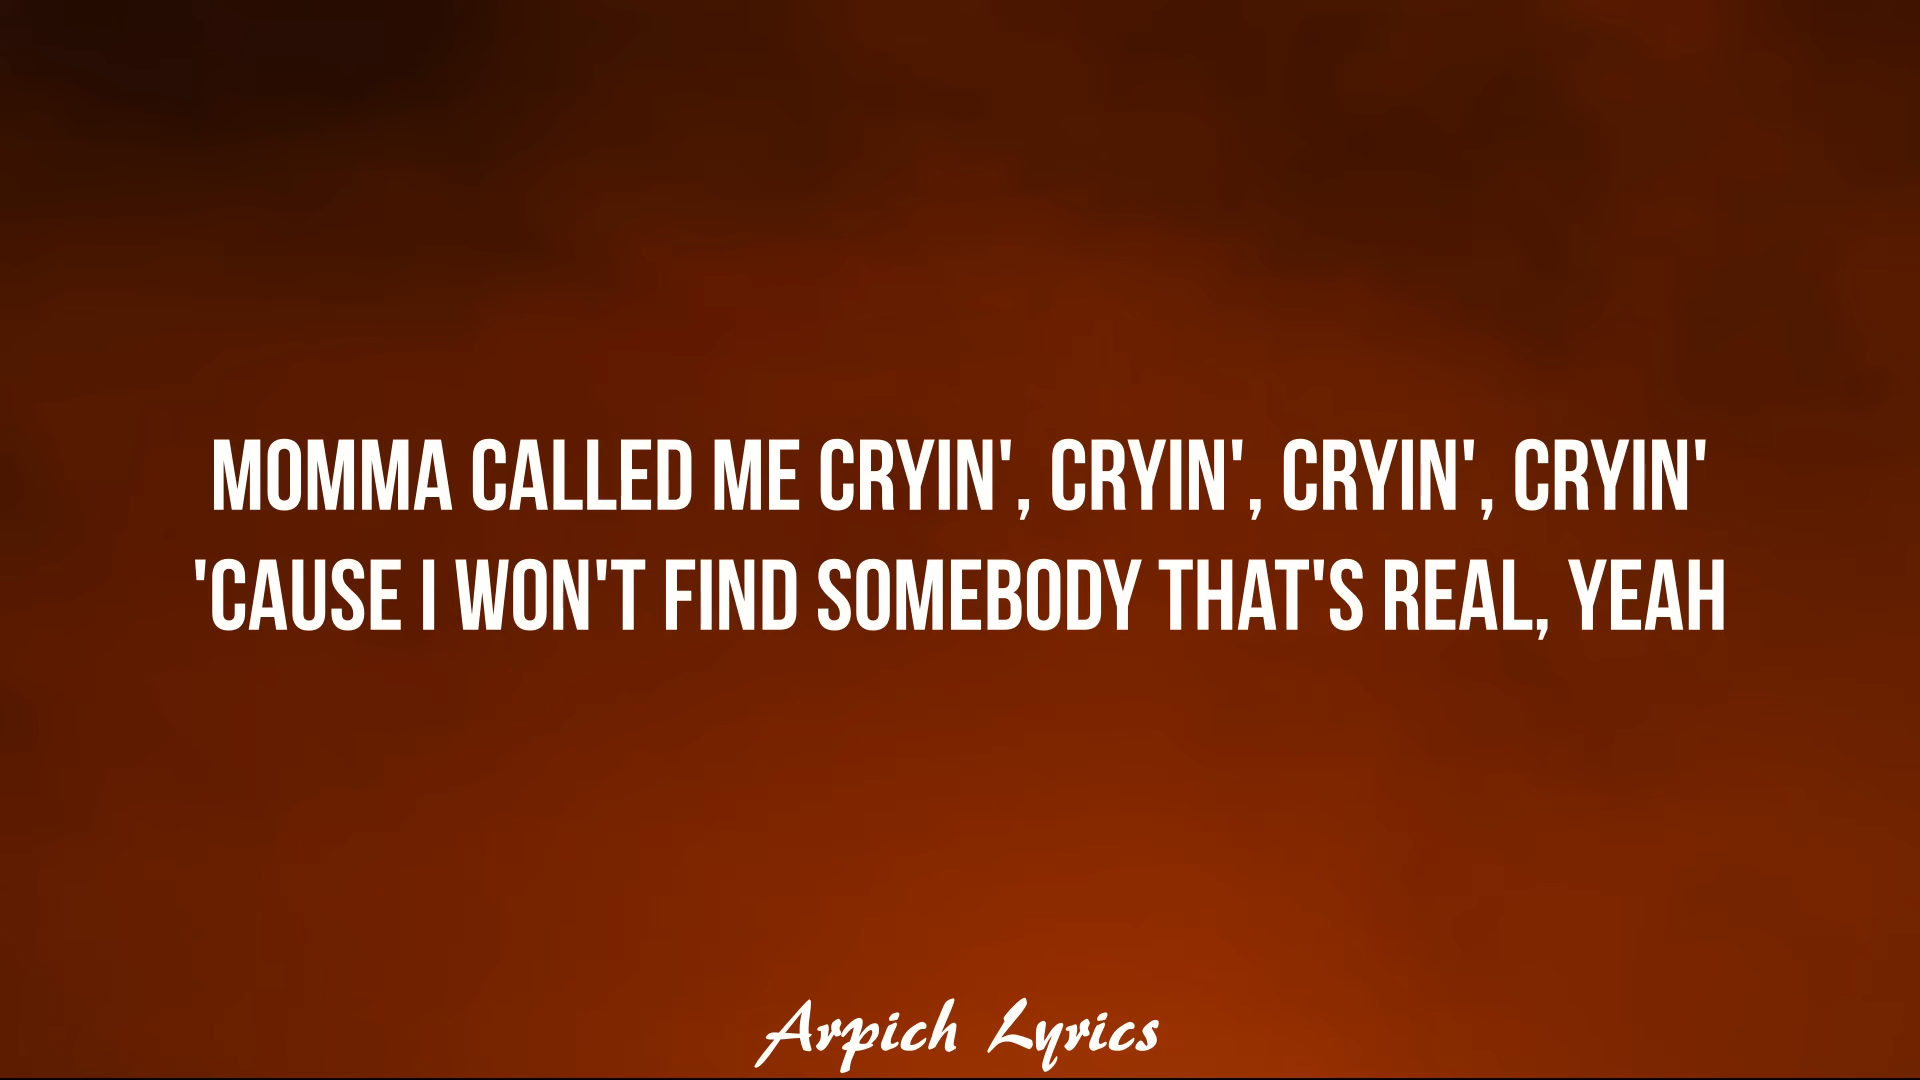 MOMMA CALLED ME CRYIN', CRYIN', CRYIN', CRYIN'
'CAUSE I WON'T FIND SOMEBODY THAT'S REAL, YEAH
Arpich Lyrics